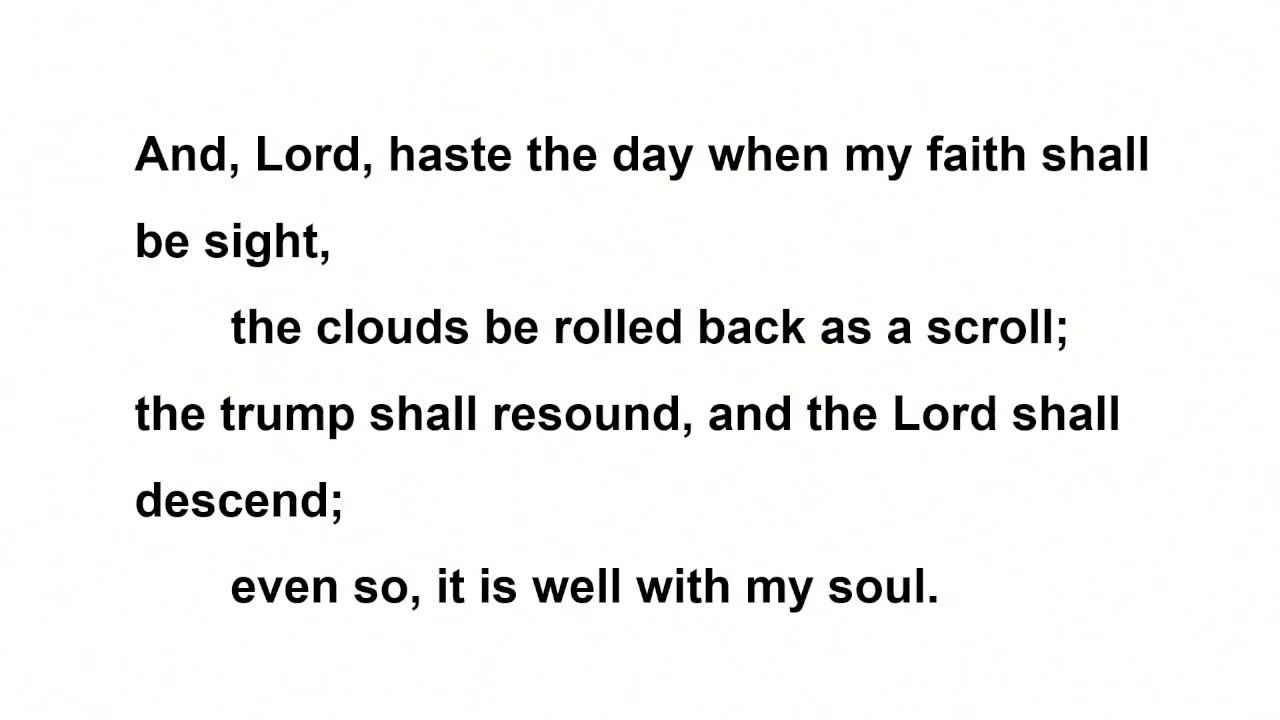 And, Lord, haste the day when my faith shall
be sight,
the clouds be rolled back as a scroll;
the trump shall resound, and the Lord shall
descend;
even so, it is well with my soul.